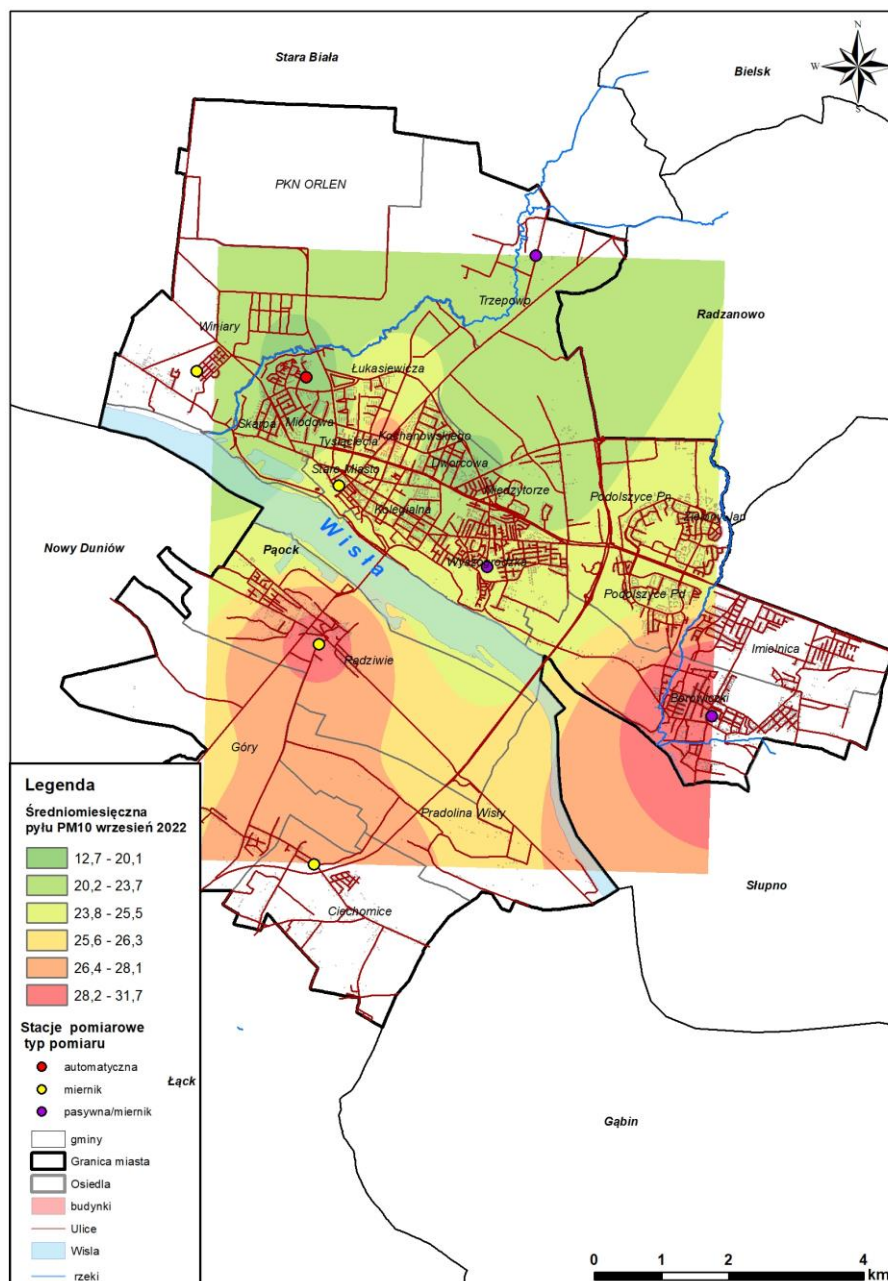 Stara Biała
Bielsk
N
W
E
S
PKN ORLEN
Trzepowo
Radzanowo
Winiary
Łukasiewicza
Skarpa
Miodowa
Tysiąclecia
Kochanowskiego
Dworcowa
Stare Miasto
Międzytorze
Kolegialna
Podolszyce Pn
Nowy Duniów
Pąock
Wisła
Wyszogrodzka
Podolszyce Pd
Imielnica
Radziwie
Borowiczki
Góry
Pradolina Wisły
Słupno
Ciechomice
Łąck
Gąbin
Legenda
Średniomiesięczna
pyłu PM10 wrzesień 2022
12,7 - 20,1
20,2 - 23,7
23,8 - 25,5
25,6 - 26,3
26,4 - 28,1
28,2 - 31,7
Stacje pomiarowe
typ pomiaru
automatyczna
miernik
pasywna/miernik
gminy
Granica miasta
Osiedla
budynki
Ulice
Wisla
rzeki
0 1 2 4
km